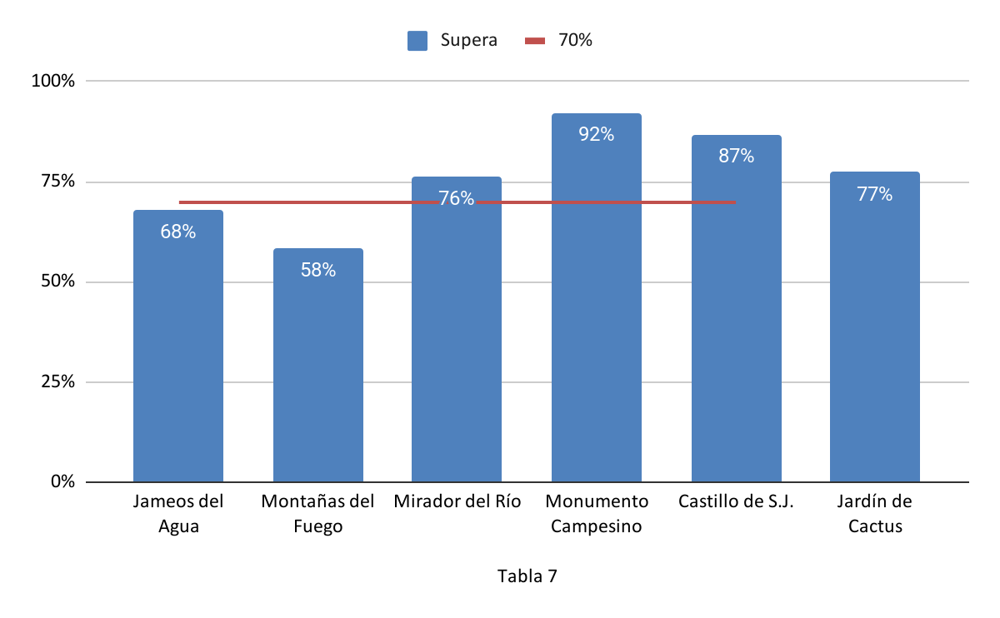 Supera 70%
100%
75%
50%
25%
0%
68%
58%
76%
92%
87%
77%
Jameos del Agua
Montañas del Fuego
Mirador del Río
Monumento Campesino
Castillo de S.J.
Jardín de Cactus
Tabla 7